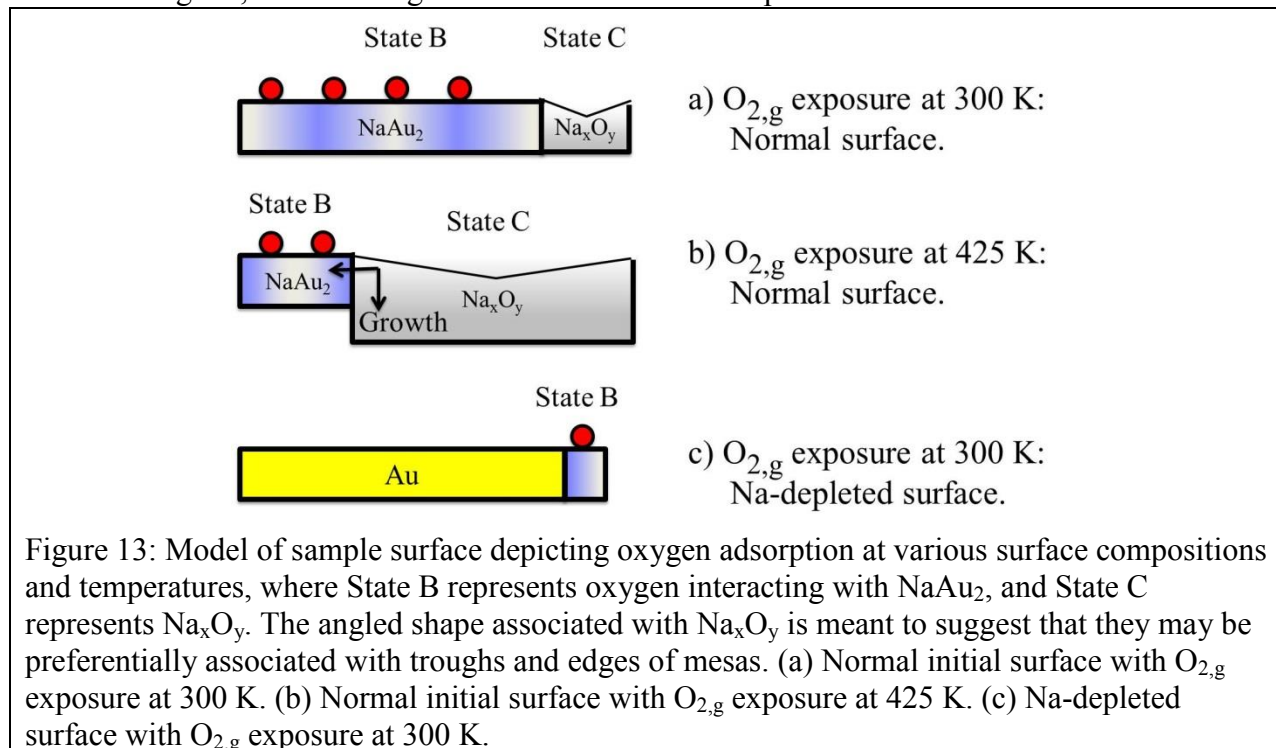 State B State C
NaAu₂ NaₓOᵧ
a) O₂,g exposure at 300 K:
Normal surface.
State B
State C
NaAu₂
NaₓOᵧ
Growth
b) O₂,g exposure at 425 K:
Normal surface.
State B
Au
c) O₂,g exposure at 300 K:
Na-depleted surface.
Figure 13: Model of sample surface depicting oxygen adsorption at various surface compositions
and temperatures, where State B represents oxygen interacting with NaAu₂, and State C
represents NaₓOᵧ. The angled shape associated with NaₓOᵧ is meant to suggest that they may be
preferentially associated with troughs and edges of mesas. (a) Normal initial surface with O₂,g
exposure at 300 K. (b) Normal initial surface with O₂,g exposure at 425 K. (c) Na-depleted
surface with O₂,g exposure at 300 K.